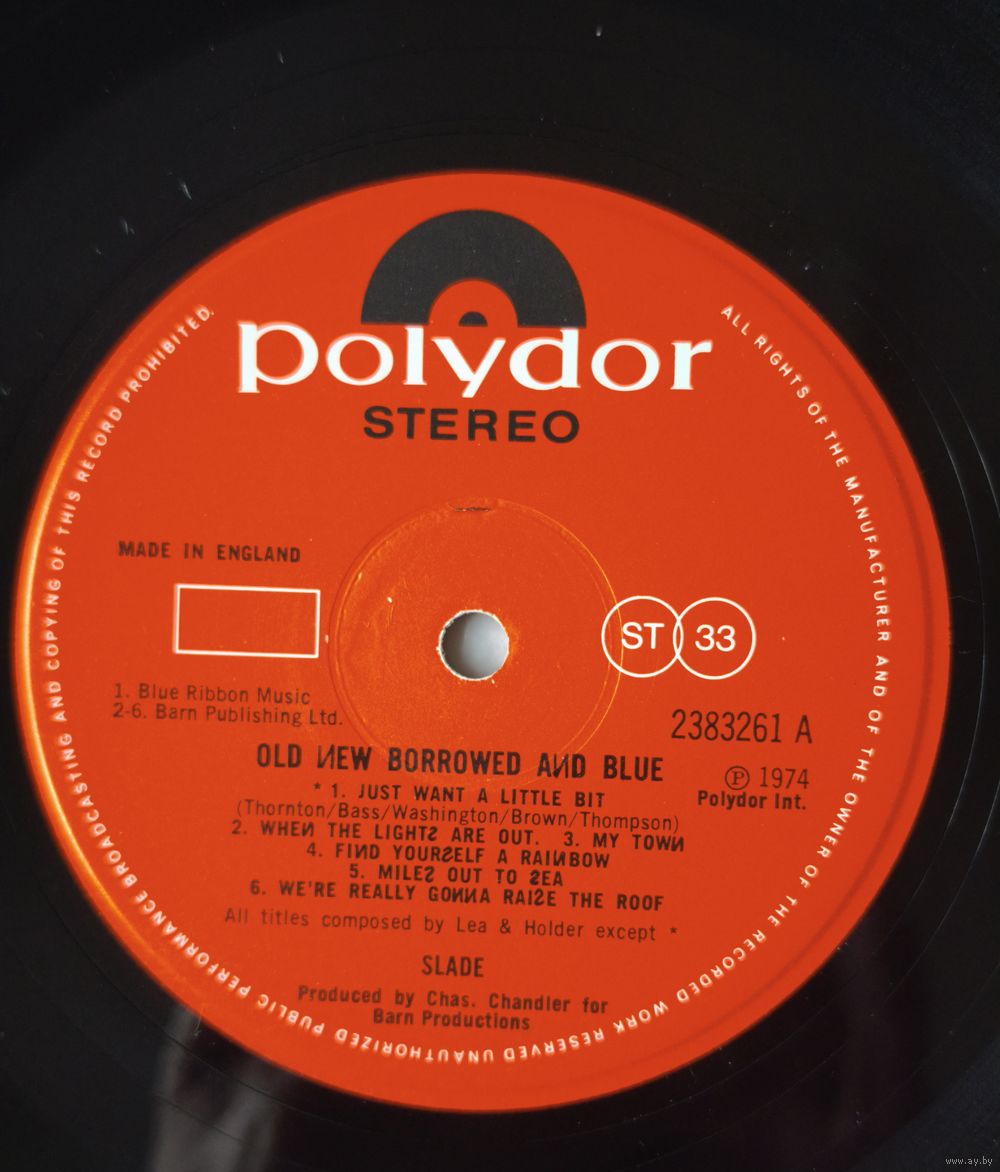 polydor
STEREO
ALL RIGHTS OF THE MANUFACTURER AND OF THE OWNER OF THE RECORDED WORK RESERVED UNAUTHORIZED PUBLIC PERFORMANCE BROADCASTING AND COPYING OF THIS RECORD PROHIBITED.
MADE IN ENGLAND
ST 33
1. Blue Ribbon Music
2-6. Barn Publishing Ltd.
2383261 A
℗ 1974
Polydor Int.
OLD NEW BORROWED AND BLUE
* 1. JUST WANT A LITTLE BIT
(Thornton/Bass/Washington/Brown/Thompson)
2. WHEN THE LIGHTS ARE OUT. 3. MY TOWN
4. FIND YOURSELF A RAINBOW
5. MILES OUT TO SEA
6. WE'RE REALLY GONNA RAISE THE ROOF
All titles composed by Lea & Holder except *
SLADE
Produced by Chas. Chandler for
Barn Productions
www.ay.by